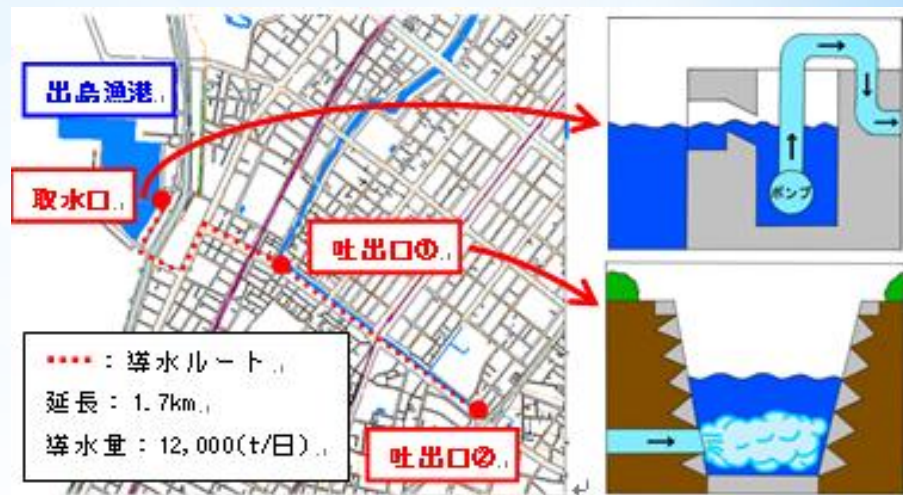 出島漁港
取水口
吐出口①
吐出口②
ポンプ
：導水ルート
延長：1.7km
導水量：12,000(t/日)